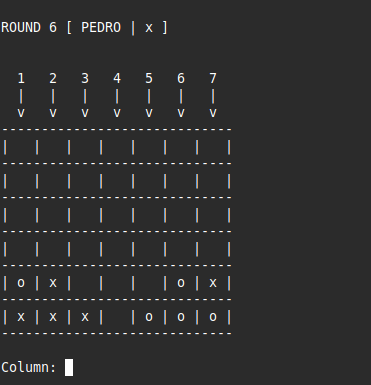 ROUND 6 [ PEDRO | x ]
1   2   3   4   5   6   7
|   |   |   |   |   |   |
v   v   v   v   v   v   v
-----------------------------
|   |   |   |   |   |   |   |
-----------------------------
|   |   |   |   |   |   |   |
-----------------------------
|   |   |   |   |   |   |   |
-----------------------------
|   |   |   |   |   |   |   |
-----------------------------
| o | x |   |   |   | o | x |
-----------------------------
| x | x | x |   | o | o | o |
-----------------------------
Column: